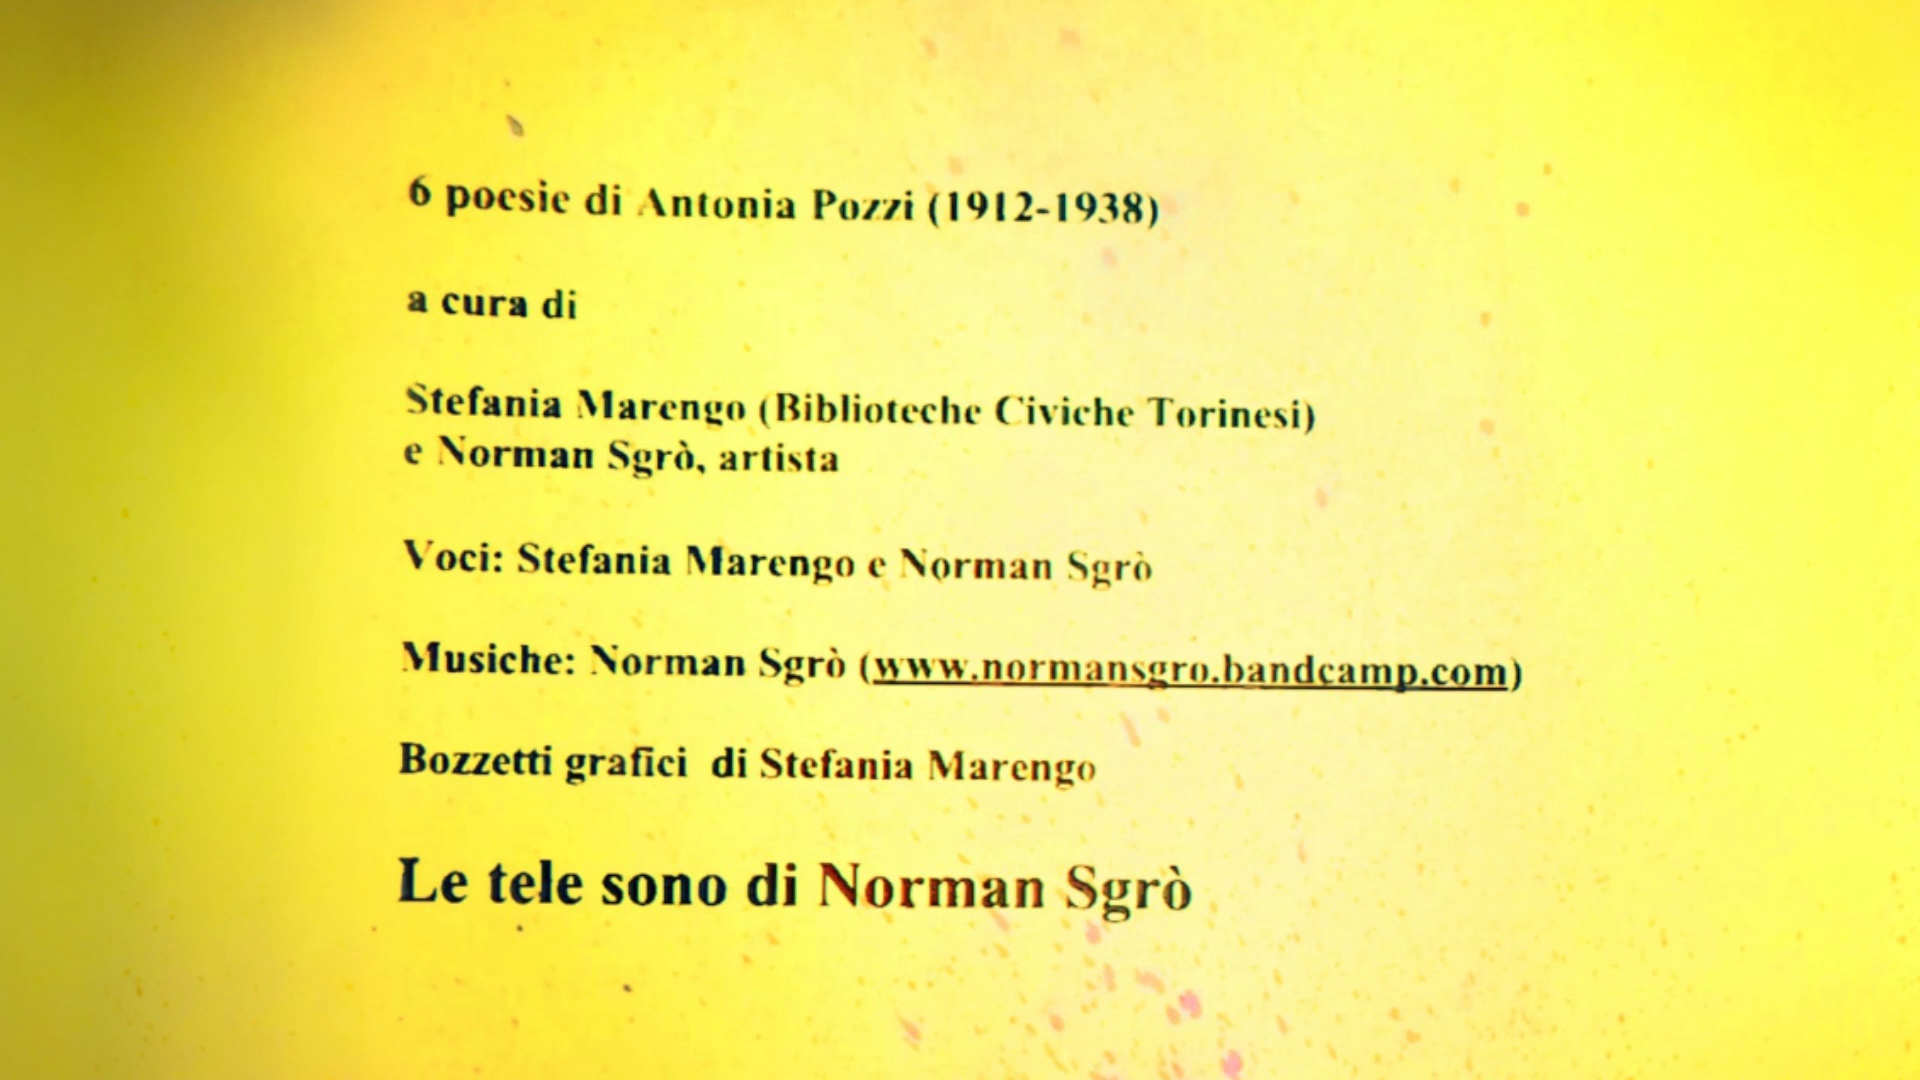 6 poesie di Antonia Pozzi (1912-1938)
a cura di
Stefania Marengo (Biblioteche Civiche Torinesi)
e Norman Sgrò, artista
Voci: Stefania Marengo e Norman Sgrò
Musiche: Norman Sgrò (www.normansgro.bandcamp.com)
Bozzetti grafici di Stefania Marengo
Le tele sono di Norman Sgrò